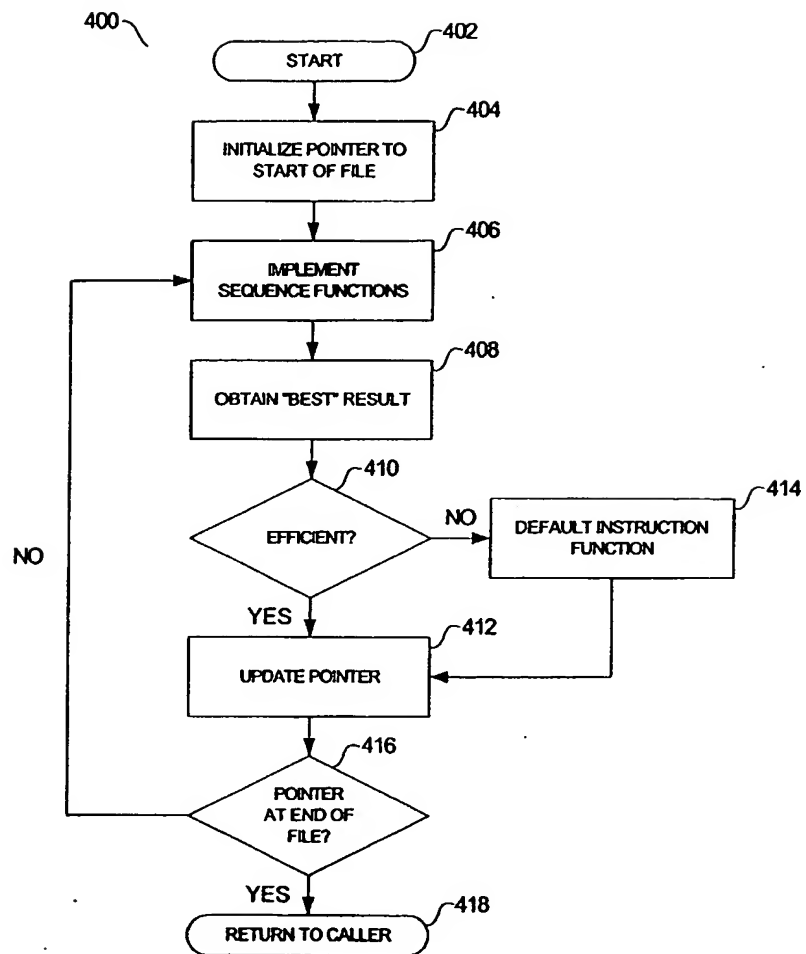 400
402
START
404
INITIALIZE POINTER TO
START OF FILE
406
IMPLEMENT
SEQUENCE FUNCTIONS
408
OBTAIN "BEST" RESULT
410
EFFICIENT?
NO
414
DEFAULT INSTRUCTION
FUNCTION
NO
YES
412
UPDATE POINTER
416
POINTER
AT END OF
FILE?
YES
418
RETURN TO CALLER